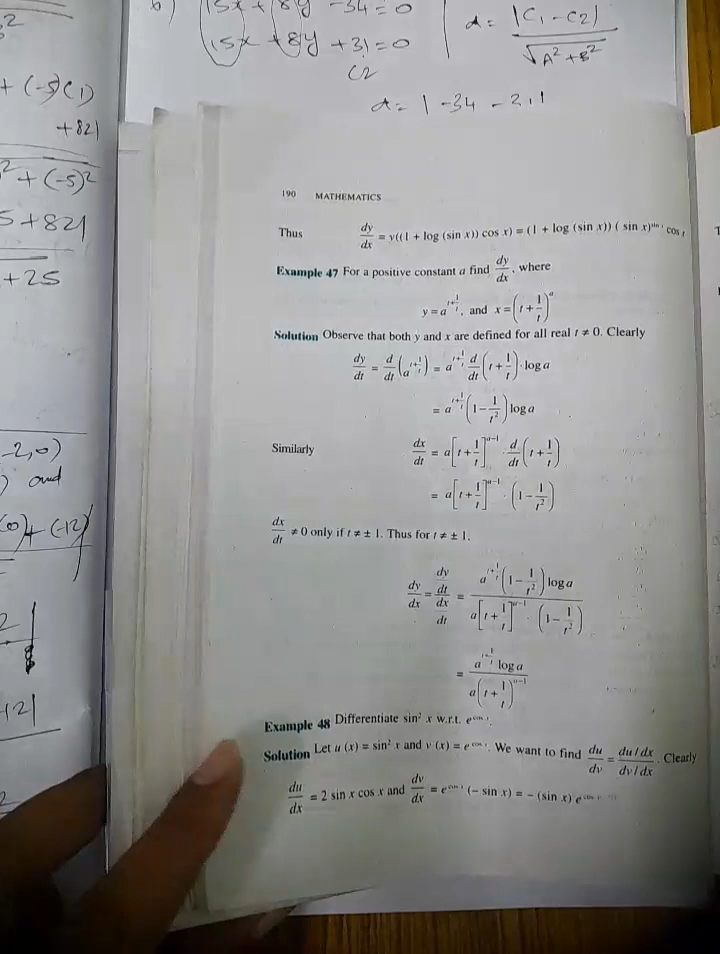 b) 15x + 8y - 34 = 0
15x + 8y + 31 = 0
C2
d = |C1 - C2|
√A² + B²
d = | -34 - 31
+ (-5)(1)
+821
² + (-5)²
5 + 821
+ 25
-2,0)
) and
+ (-12)
2
+21
190 MATHEMATICS
Thus dy/dx = y((1 + log (sin x)) cos x) = (1 + log (sin x)) ( sin x)^sin x cos x
Example 47 For a positive constant a find dy/dx, where
y = a^(t+1/t), and x = (t + 1/t)^a
Solution Observe that both y and x are defined for all real t ≠ 0. Clearly
dy/dt = d/dt (a^(t+1/t)) = a^(t+1/t) d/dt (t + 1/t) · log a
= a^(t+1/t) (1 - 1/t²) log a
Similarly dx/dt = a[t + 1/t]^(a-1) · d/dt (t + 1/t)
= a[t + 1/t]^(a-1) · (1 - 1/t²)
dx/dt ≠ 0 only if t ≠ ± 1. Thus for t ≠ ± 1.
dy/dx = (dy/dt)/(dx/dt) = a^(t+1/t) (1 - 1/t²) log a / a[t + 1/t]^(a-1) · (1 - 1/t²)
= a^(t+1/t) log a / a(t + 1/t)^(a-1)
Example 48 Differentiate sin² x w.r.t. e^cos x.
Solution Let u (x) = sin² x and v (x) = e^cos x. We want to find du/dv = (du / dx)/(dv / dx). Clearly
du/dx = 2 sin x cos x and dv/dx = e^cos x (- sin x) = - (sin x) e^cos x